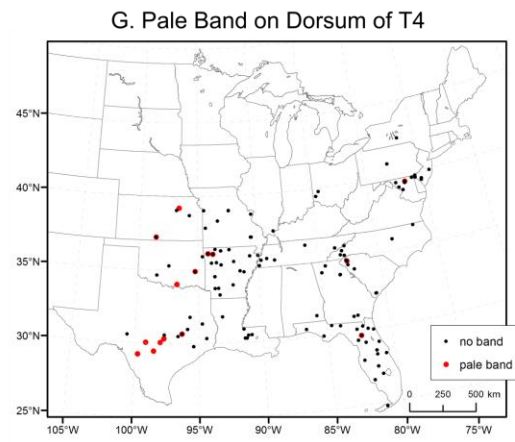 G. Pale Band on Dorsum of T4
45°N
40°N
35°N
30°N
25°N
105°W 100°W 95°W 90°W 85°W 80°W 75°W 70°W
no band
pale band
0 250 500 km